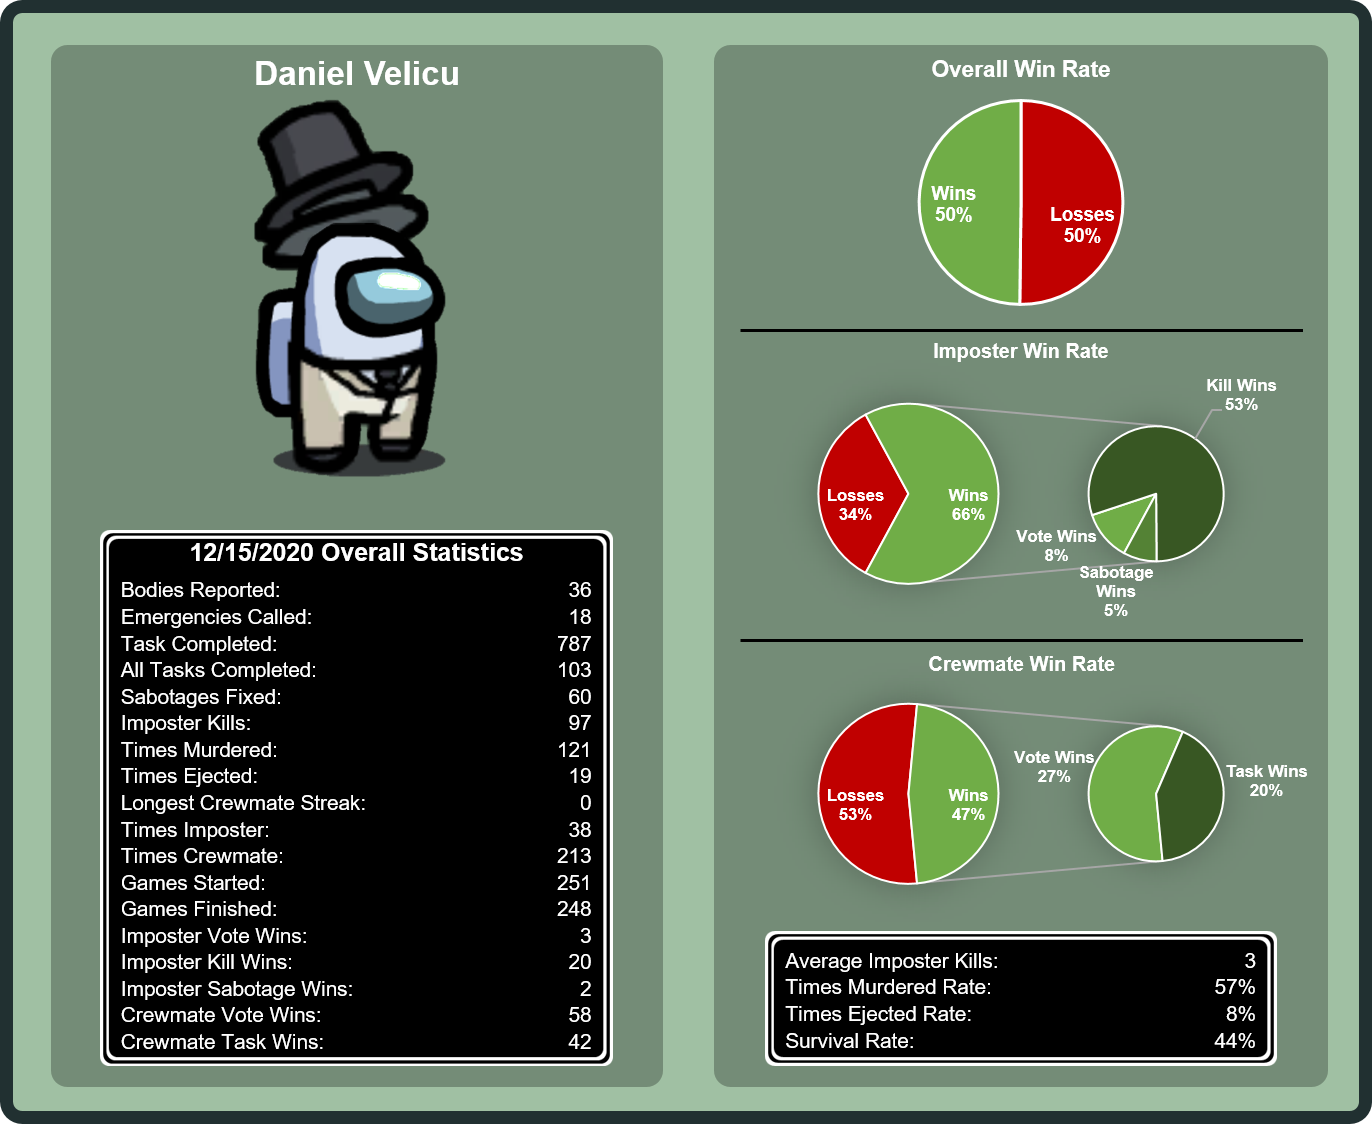 Daniel Velicu
12/15/2020 Overall Statistics
Bodies Reported: 36
Emergencies Called: 18
Task Completed: 787
All Tasks Completed: 103
Sabotages Fixed: 60
Imposter Kills: 97
Times Murdered: 121
Times Ejected: 19
Longest Crewmate Streak: 0
Times Imposter: 38
Times Crewmate: 213
Games Started: 251
Games Finished: 248
Imposter Vote Wins: 3
Imposter Kill Wins: 20
Imposter Sabotage Wins: 2
Crewmate Vote Wins: 58
Crewmate Task Wins: 42
Overall Win Rate
Wins
50%
Losses
50%
Imposter Win Rate
Losses
34%
Wins
66%
Kill Wins
53%
Vote Wins
8%
Sabotage
Wins
5%
Crewmate Win Rate
Losses
53%
Wins
47%
Vote Wins
27%
Task Wins
20%
Average Imposter Kills: 3
Times Murdered Rate: 57%
Times Ejected Rate: 8%
Survival Rate: 44%